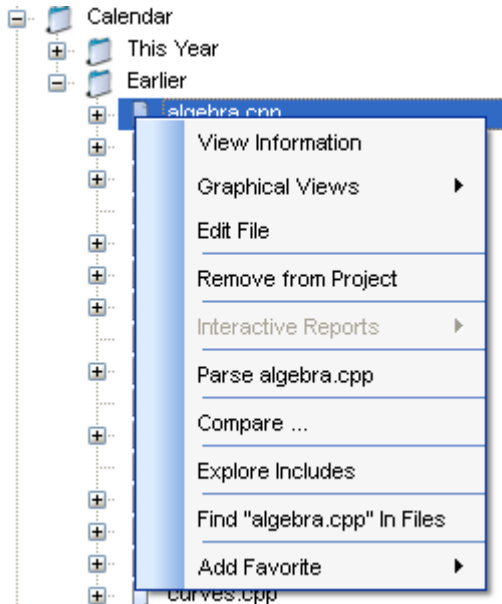 Calendar
This Year
Earlier
algebra.cpp
View Information
Graphical Views
Edit File
Remove from Project
Interactive Reports
Parse algebra.cpp
Compare ...
Explore Includes
Find "algebra.cpp" In Files
Add Favorite
curves.cpp